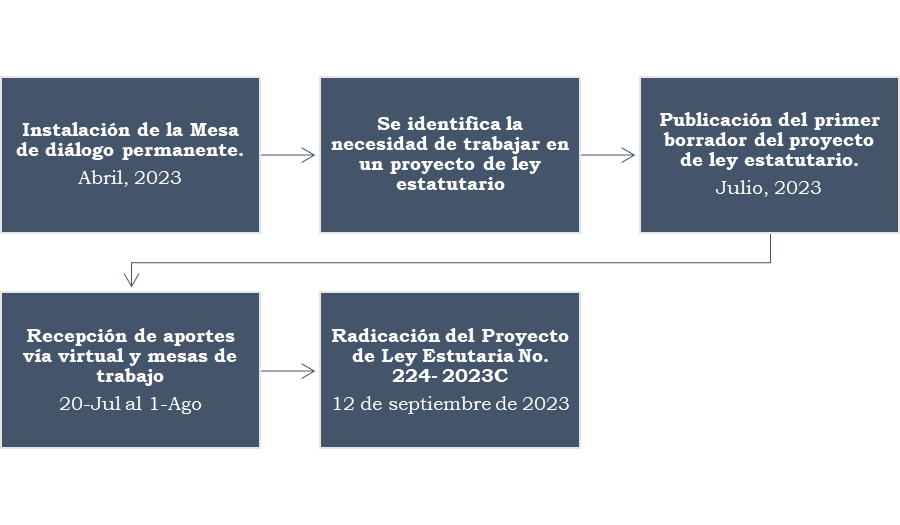 Instalación de la Mesa
de diálogo permanente.
Abril, 2023
Se identifica la
necesidad de trabajar en
un proyecto de ley
estatutario
Publicación del primer
borrador del proyecto
de ley estatutario.
Julio, 2023
Recepción de aportes
vía virtual y mesas de
trabajo
20-Jul al 1-Ago
Radicación del Proyecto
de Ley Estutaria No.
224- 2023C
12 de septiembre de 2023